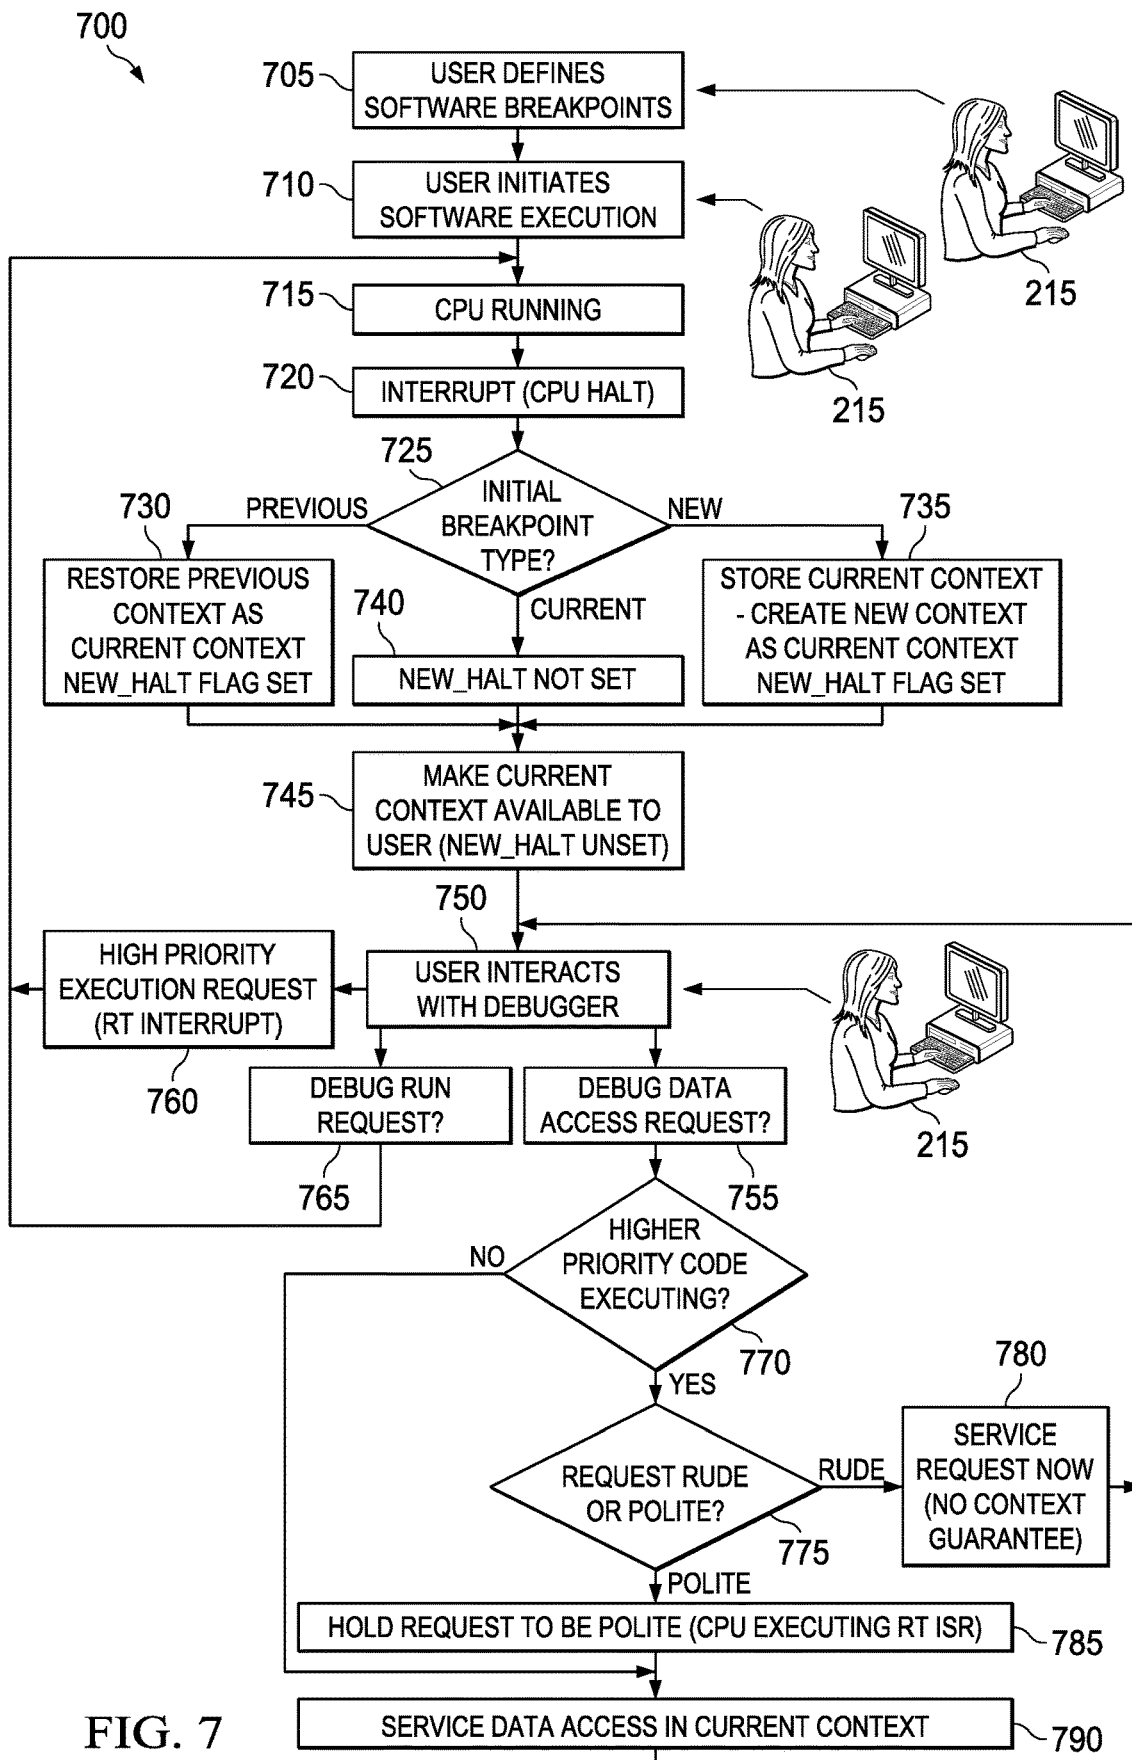 700
705
USER DEFINES
SOFTWARE BREAKPOINTS
710
USER INITIATES
SOFTWARE EXECUTION
215
715
CPU RUNNING
720
INTERRUPT (CPU HALT)
215
725
INITIAL
BREAKPOINT
TYPE?
PREVIOUS
NEW
CURRENT
730
RESTORE PREVIOUS
CONTEXT AS
CURRENT CONTEXT
NEW_HALT FLAG SET
740
NEW_HALT NOT SET
735
STORE CURRENT CONTEXT
- CREATE NEW CONTEXT
AS CURRENT CONTEXT
NEW_HALT FLAG SET
745
MAKE CURRENT
CONTEXT AVAILABLE TO
USER (NEW_HALT UNSET)
750
USER INTERACTS
WITH DEBUGGER
HIGH PRIORITY
EXECUTION REQUEST
(RT INTERRUPT)
760
DEBUG RUN
REQUEST?
765
DEBUG DATA
ACCESS REQUEST?
755
215
HIGHER
PRIORITY CODE
EXECUTING?
770
NO
YES
REQUEST RUDE
OR POLITE?
775
RUDE
POLITE
780
SERVICE
REQUEST NOW
(NO CONTEXT
GUARANTEE)
HOLD REQUEST TO BE POLITE (CPU EXECUTING RT ISR)
785
SERVICE DATA ACCESS IN CURRENT CONTEXT
790
FIG. 7